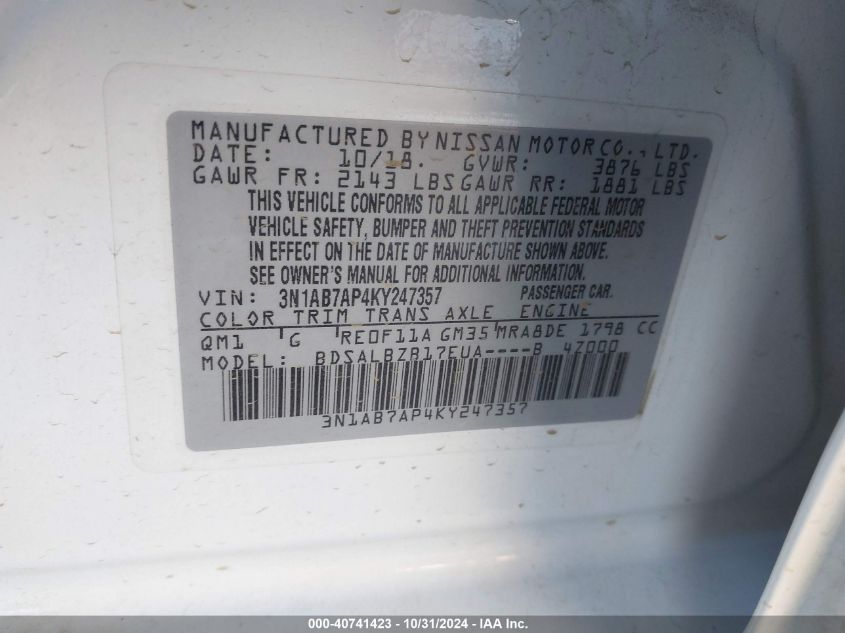 MANUFACTURED BY NISSAN MOTOR CO., LTD.
DATE: 10/18. GVWR: 3876 LBS
GAWR FR: 2143 LBS GAWR RR: 1881 LBS
THIS VEHICLE CONFORMS TO ALL APPLICABLE FEDERAL MOTOR
VEHICLE SAFETY, BUMPER AND THEFT PREVENTION STANDARDS
IN EFFECT ON THE DATE OF MANUFACTURE SHOWN ABOVE.
SEE OWNER'S MANUAL FOR ADDITIONAL INFORMATION.
VIN: 3N1AB7AP4KY247357 PASSENGER CAR.
COLOR TRIM TRANS AXLE ENGINE
QM1 G RE0F11A GM35 MRA8DE 1798 CC
MODEL: BDSALBZB17EUA----B 4Z000
3N1AB7AP4KY247357
000-40741423 - 10/31/2024 - IAA Inc.